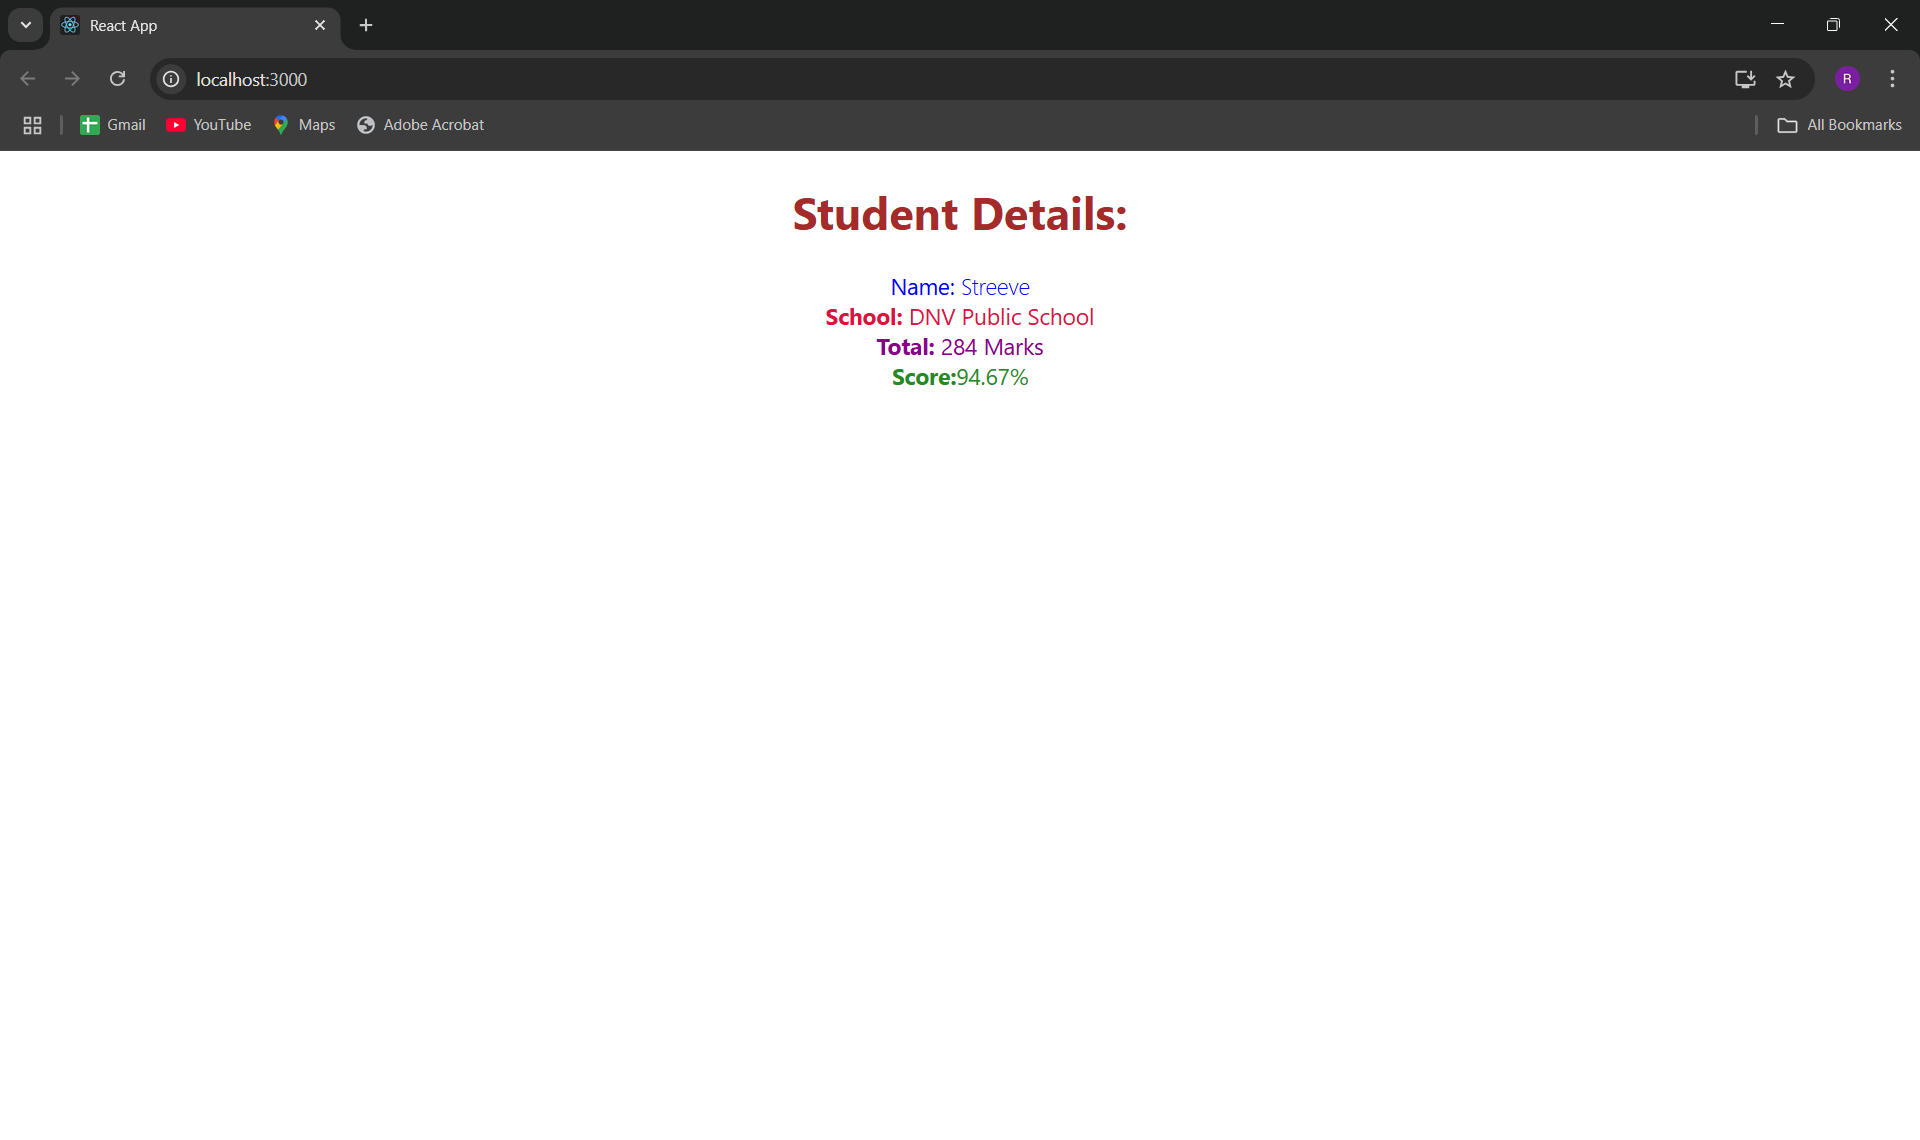 React App
localhost:3000
R
Gmail YouTube Maps Adobe Acrobat All Bookmarks
Student Details:
Name: Streeve
School: DNV Public School
Total: 284 Marks
Score:94.67%